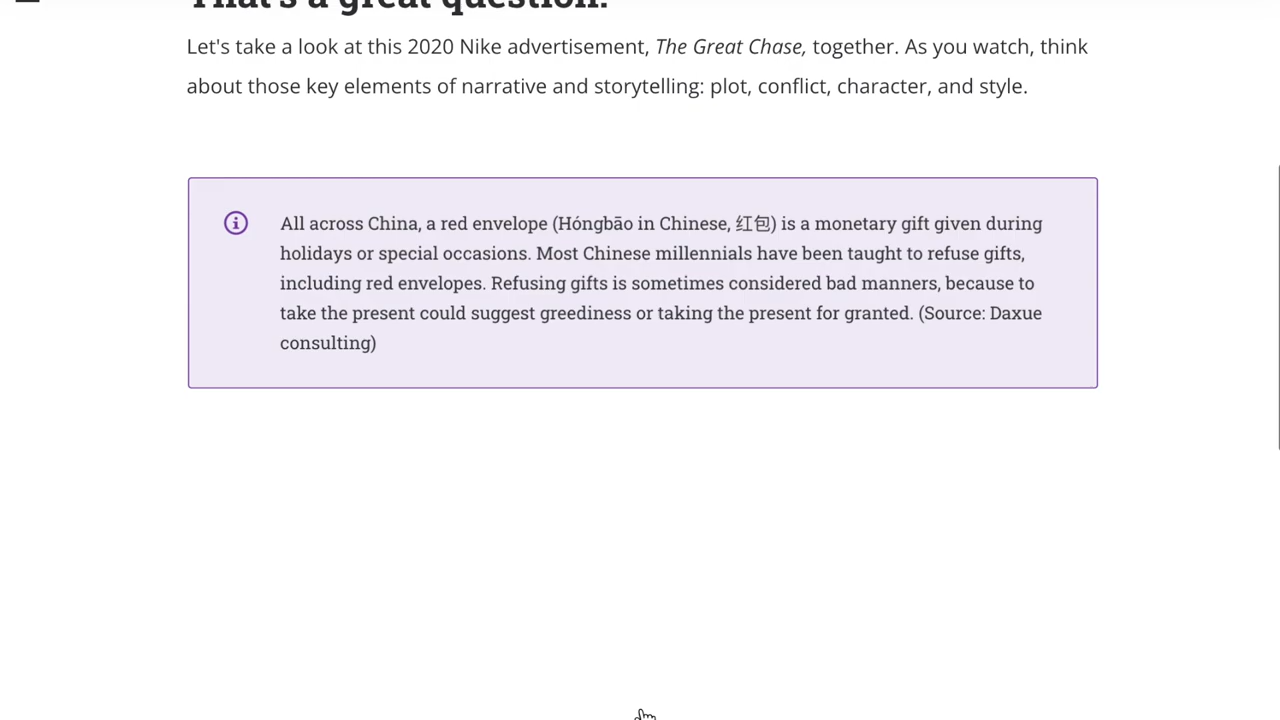 That's a great question!
Let's take a look at this 2020 Nike advertisement, The Great Chase, together. As you watch, think
about those key elements of narrative and storytelling: plot, conflict, character, and style.
All across China, a red envelope (Hóngbāo in Chinese, 红包) is a monetary gift given during
holidays or special occasions. Most Chinese millennials have been taught to refuse gifts,
including red envelopes. Refusing gifts is sometimes considered bad manners, because to
take the present could suggest greediness or taking the present for granted. (Source: Daxue
consulting)